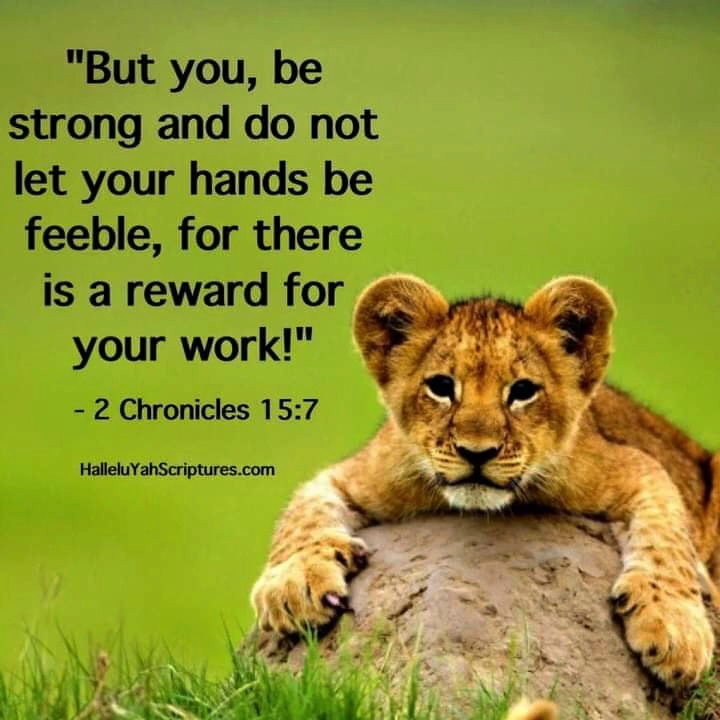 "But you, be
strong and do not
let your hands be
feeble, for there
is a reward for
your work!"
- 2 Chronicles 15:7
HalleluYahScriptures.com